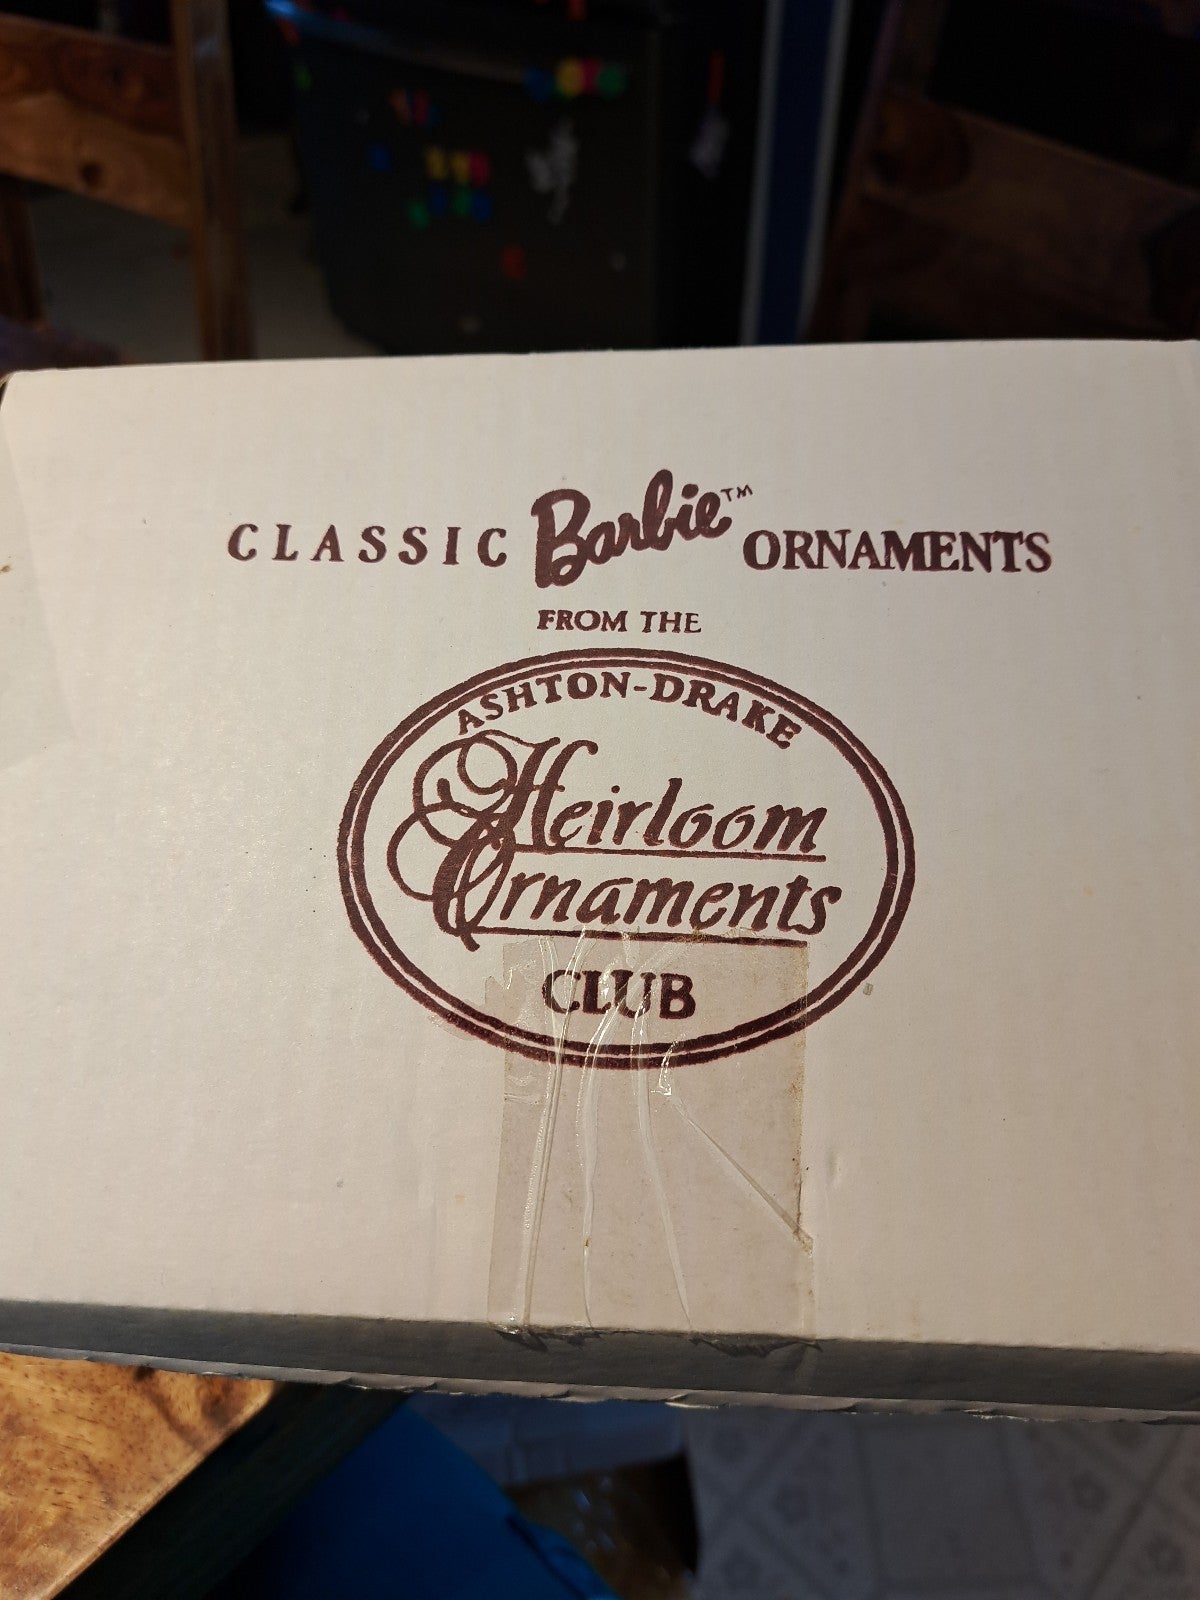 CLASSIC Barbie™ ORNAMENTS
FROM THE
ASHTON-DRAKE
Heirloom
Ornaments
CLUB